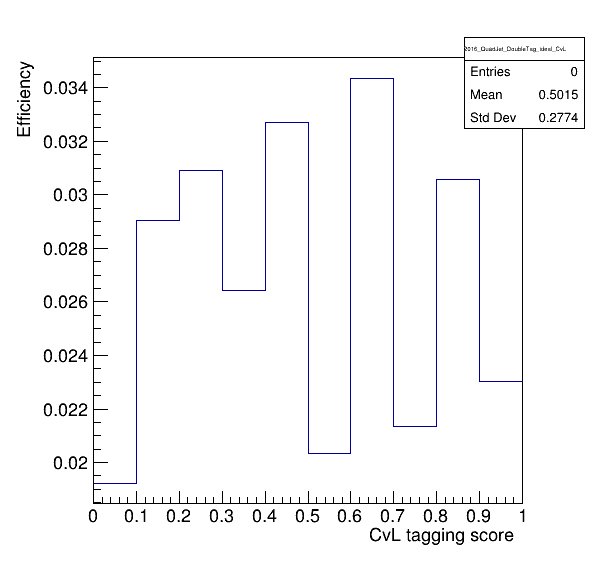 2016_QuadJet_DoubleTag_ideal_CvL
Entries 0
Mean 0.5015
Std Dev 0.2774
Efficiency
0.034
0.032
0.03
0.028
0.026
0.024
0.022
0.02
0 0.1 0.2 0.3 0.4 0.5 0.6 0.7 0.8 0.9 1
CvL tagging score